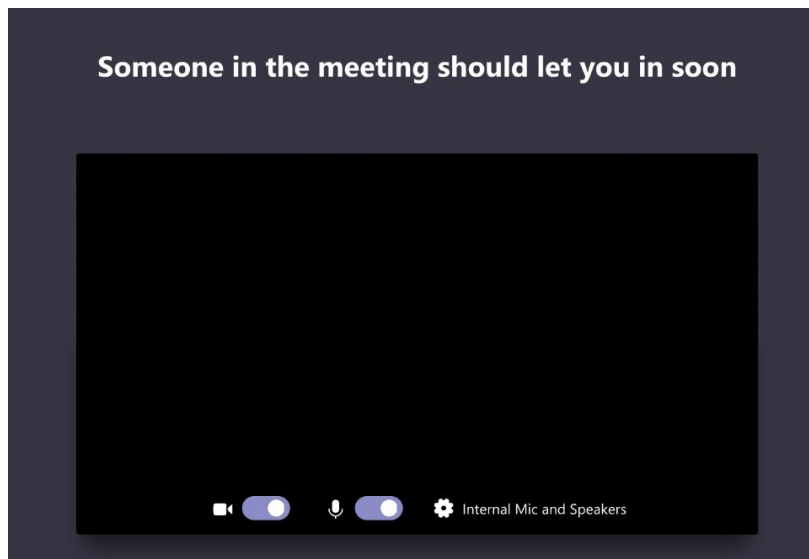 Someone in the meeting should let you in soon
Internal Mic and Speakers